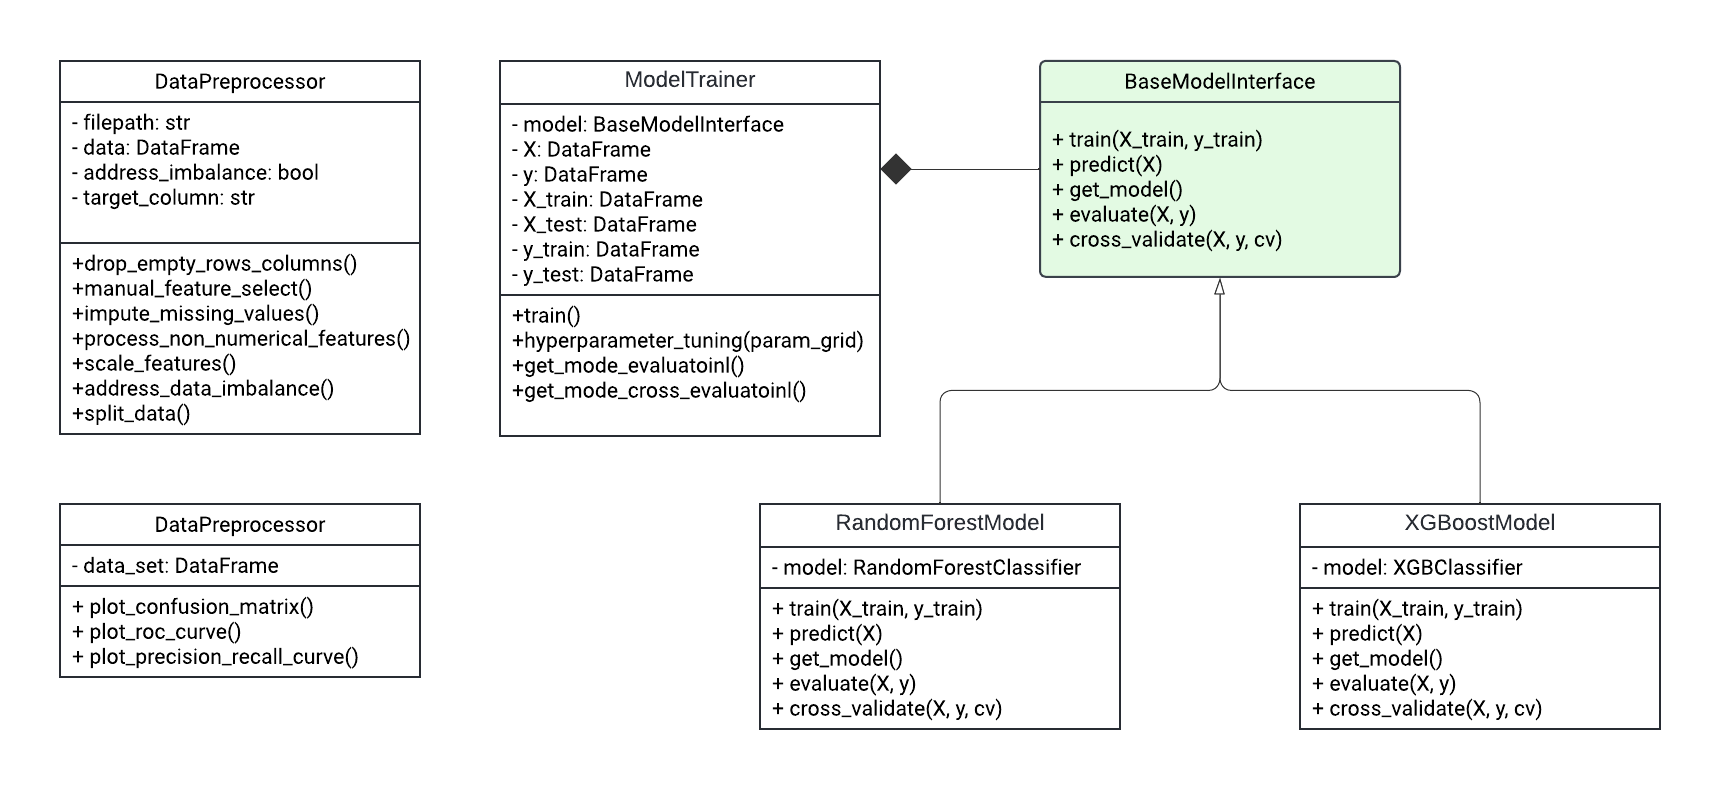 DataPreprocessor
- filepath: str
- data: DataFrame
- address_imbalance: bool
- target_column: str
+drop_empty_rows_columns()
+manual_feature_select()
+impute_missing_values()
+process_non_numerical_features()
+scale_features()
+address_data_imbalance()
+split_data()
ModelTrainer
- model: BaseModelInterface
- X: DataFrame
- y: DataFrame
- X_train: DataFrame
- X_test: DataFrame
- y_train: DataFrame
- y_test: DataFrame
+train()
+hyperparameter_tuning(param_grid)
+get_mode_evaluatoinl()
+get_mode_cross_evaluatoinl()
BaseModelInterface
+ train(X_train, y_train)
+ predict(X)
+ get_model()
+ evaluate(X, y)
+ cross_validate(X, y, cv)
DataPreprocessor
- data_set: DataFrame
+ plot_confusion_matrix()
+ plot_roc_curve()
+ plot_precision_recall_curve()
RandomForestModel
- model: RandomForestClassifier
+ train(X_train, y_train)
+ predict(X)
+ get_model()
+ evaluate(X, y)
+ cross_validate(X, y, cv)
XGBoostModel
- model: XGBClassifier
+ train(X_train, y_train)
+ predict(X)
+ get_model()
+ evaluate(X, y)
+ cross_validate(X, y, cv)